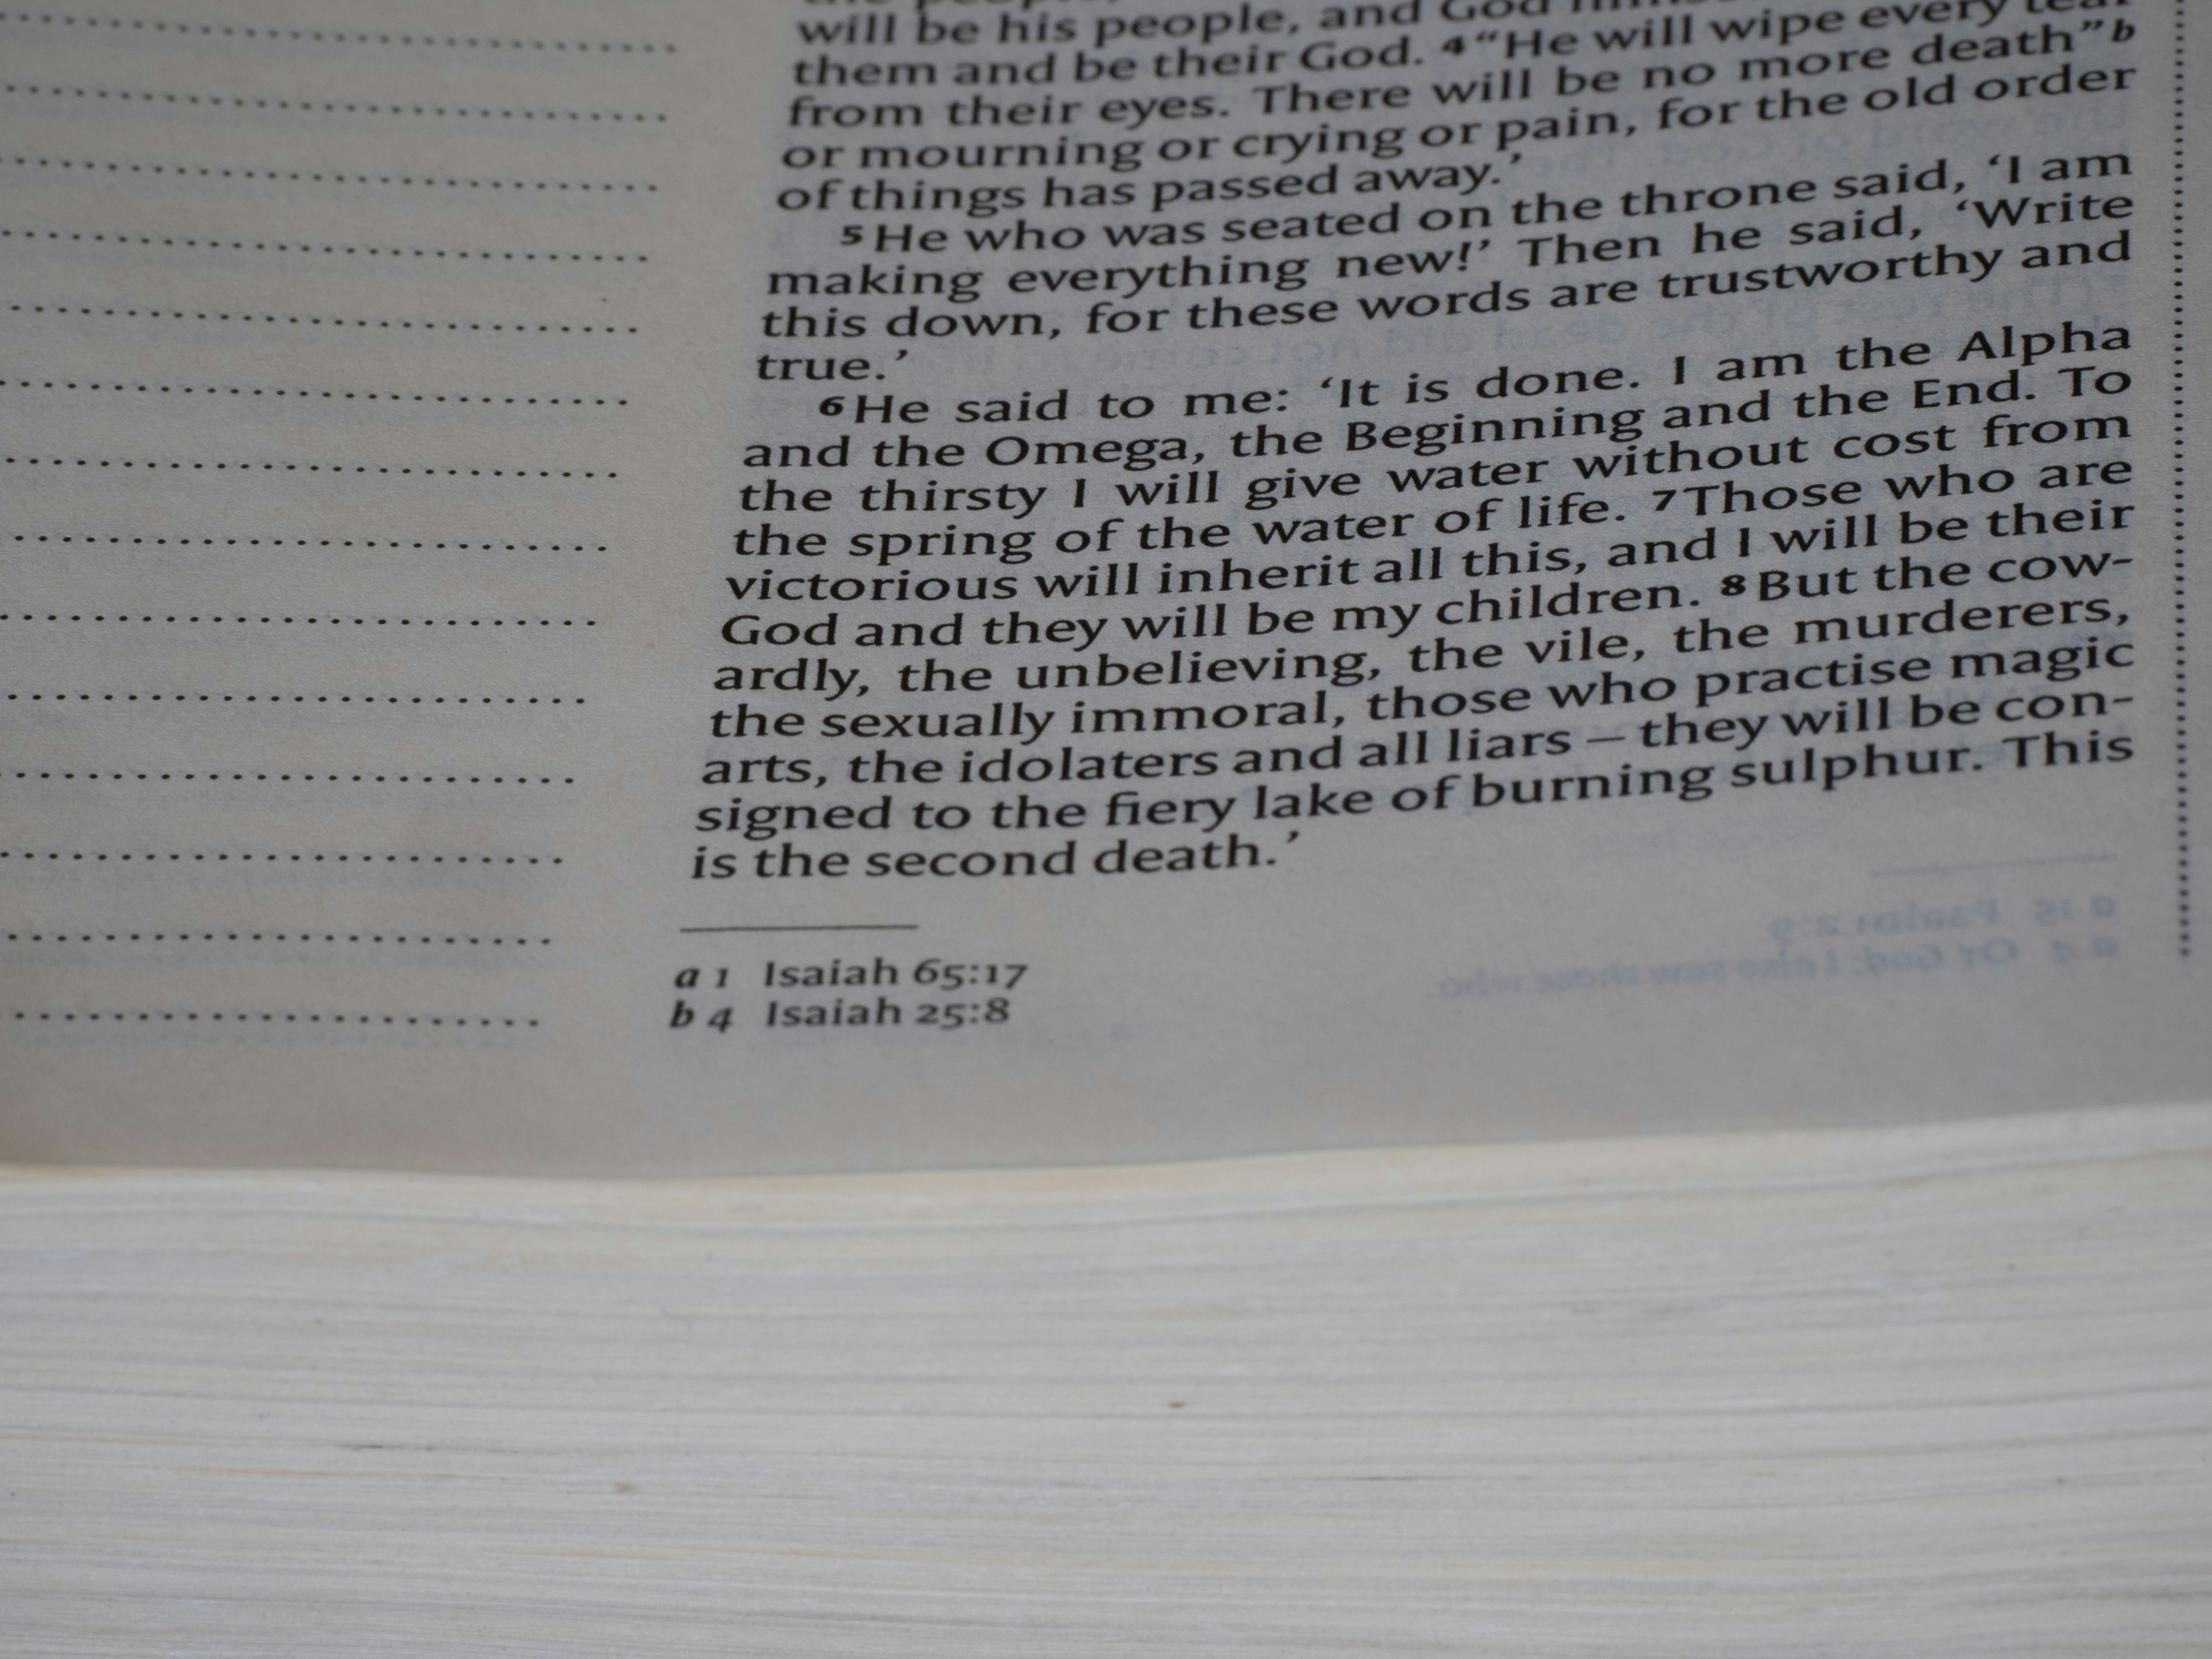 will be his people, and God
them and be their God. 4“He will wipe every tear
from their eyes. There will be no more death”b
or mourning or crying or pain, for the old order
of things has passed away.’
5He who was seated on the throne said, ‘I am
making everything new!’ Then he said, ‘Write
this down, for these words are trustworthy and
true.’
6He said to me: ‘It is done. I am the Alpha
and the Omega, the Beginning and the End. To
the thirsty I will give water without cost from
the spring of the water of life. 7Those who are
victorious will inherit all this, and I will be their
God and they will be my children. 8But the cow-
ardly, the unbelieving, the vile, the murderers,
the sexually immoral, those who practise magic
arts, the idolaters and all liars – they will be con-
signed to the fiery lake of burning sulphur. This
is the second death.’
a 1 Isaiah 65:17
b 4 Isaiah 25:8